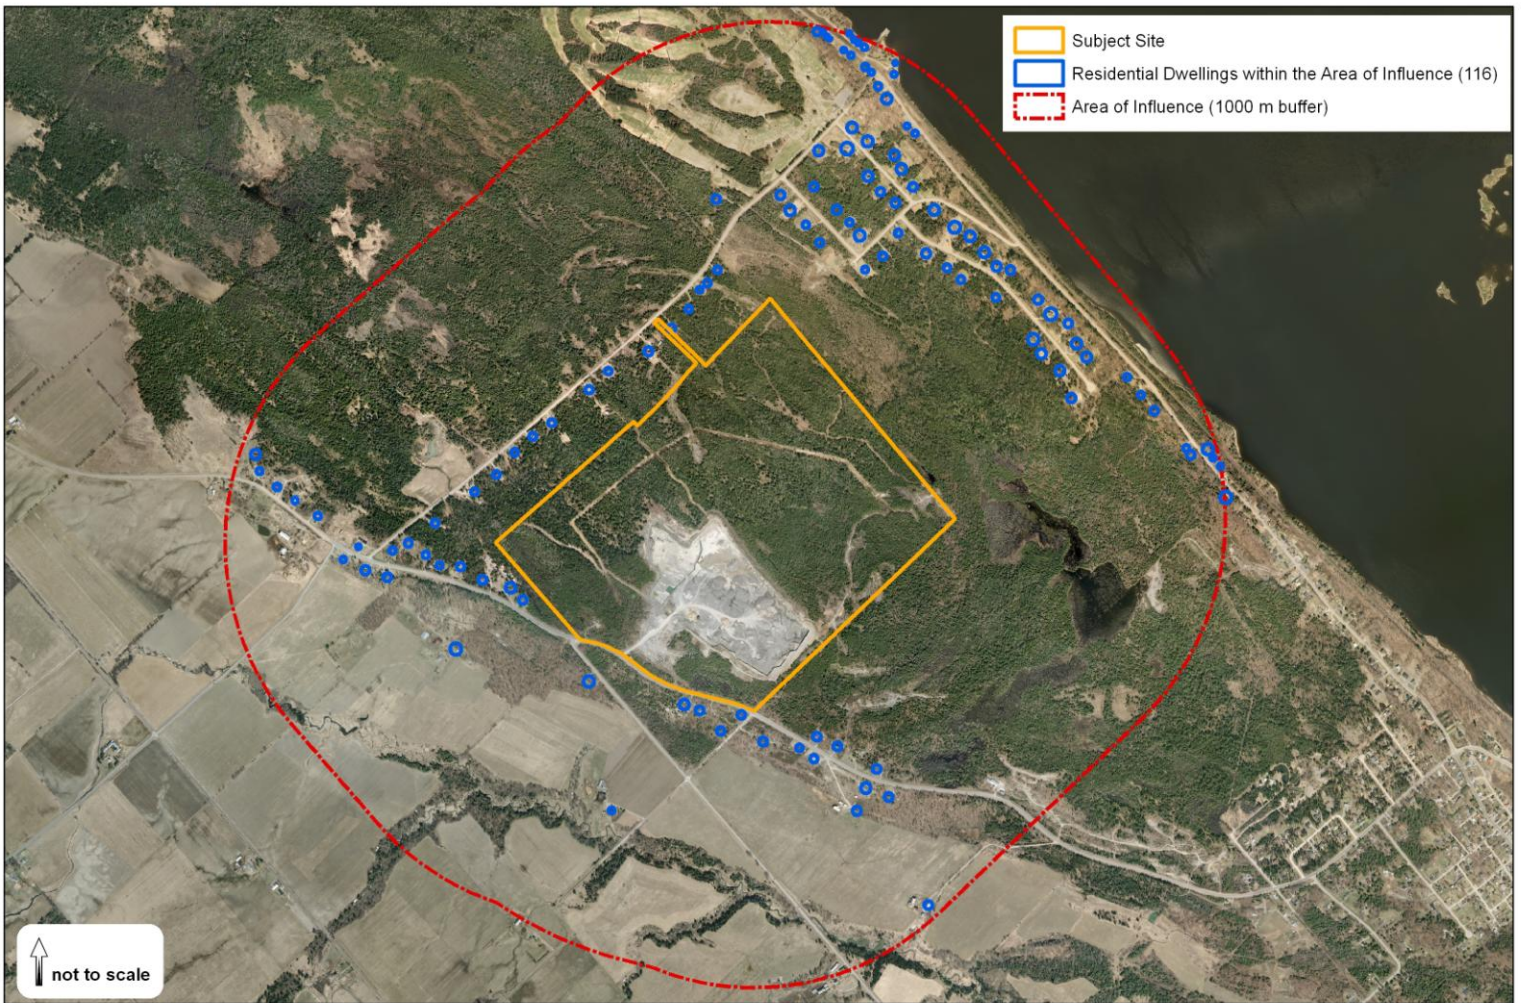 Subject Site
Residential Dwellings within the Area of Influence (116)
Area of Influence (1000 m buffer)
not to scale